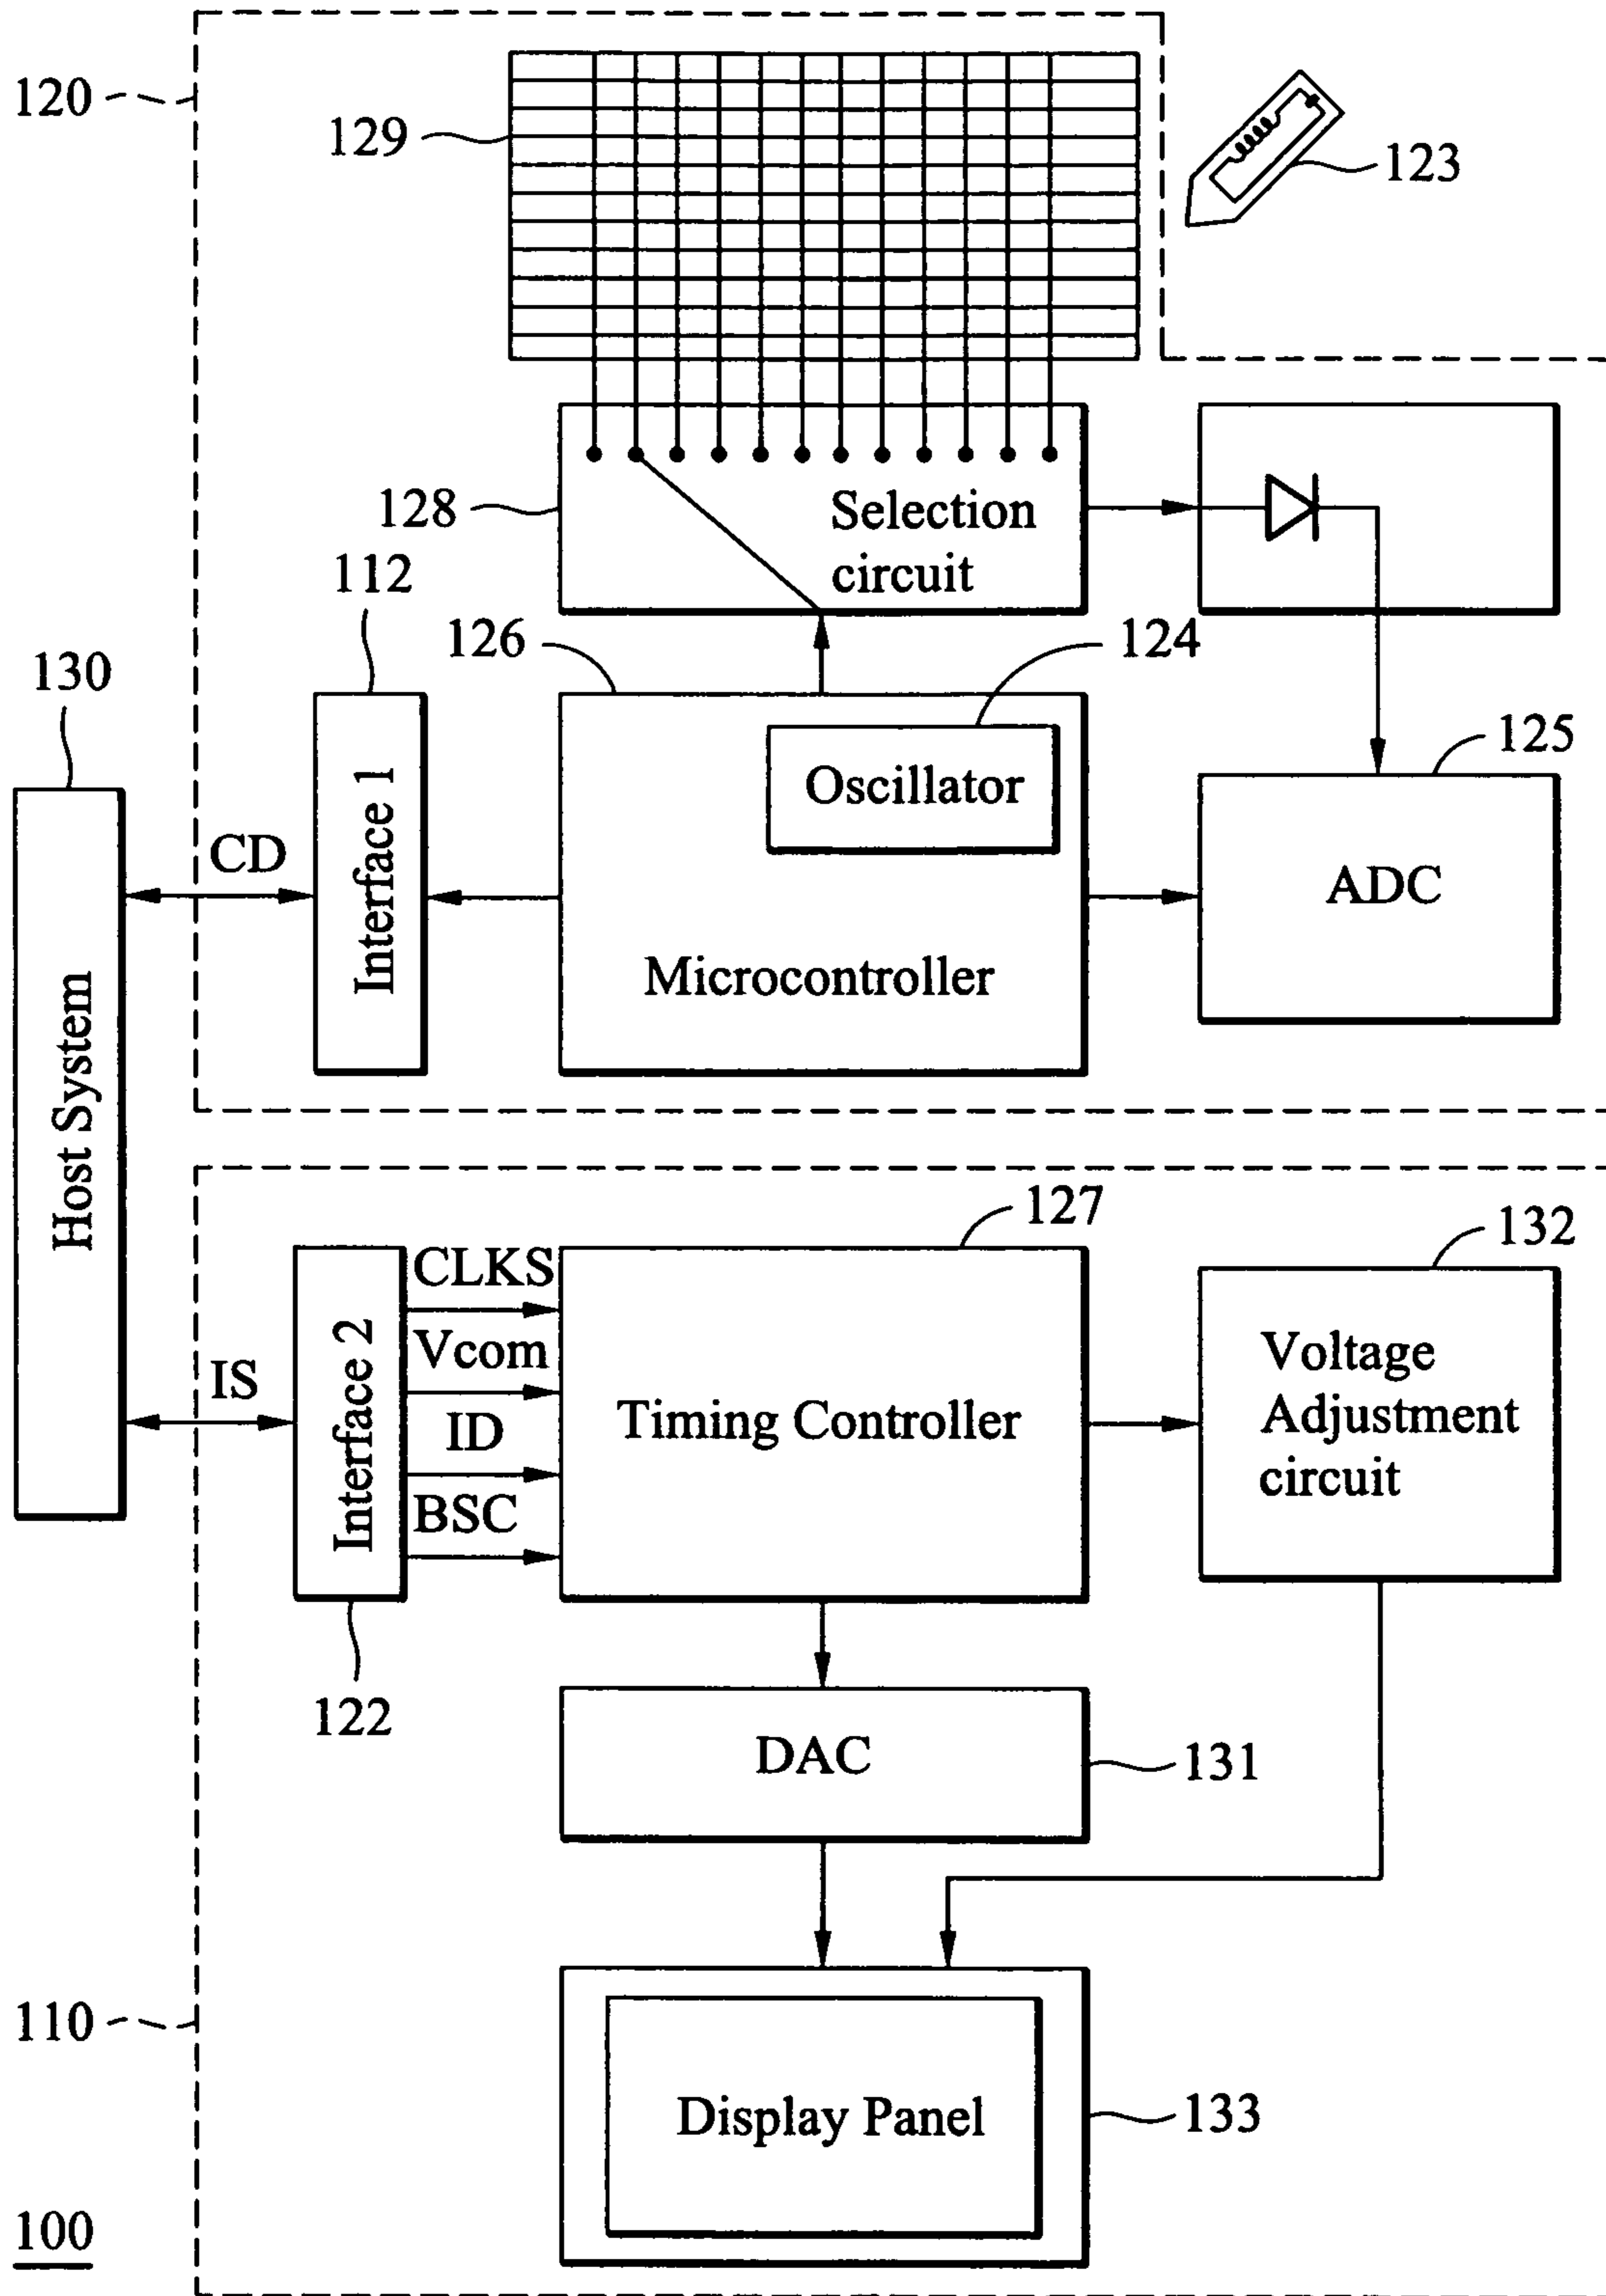 120
129
123
128
Selection
circuit
112
126
124
130
125
Oscillator
Interface 1
CD
ADC
Microcontroller
Host System
127
132
CLKS
Vcom
ID
BSC
IS
Interface 2
Timing Controller
Voltage
Adjustment
circuit
122
DAC
131
110
Display Panel
133
100